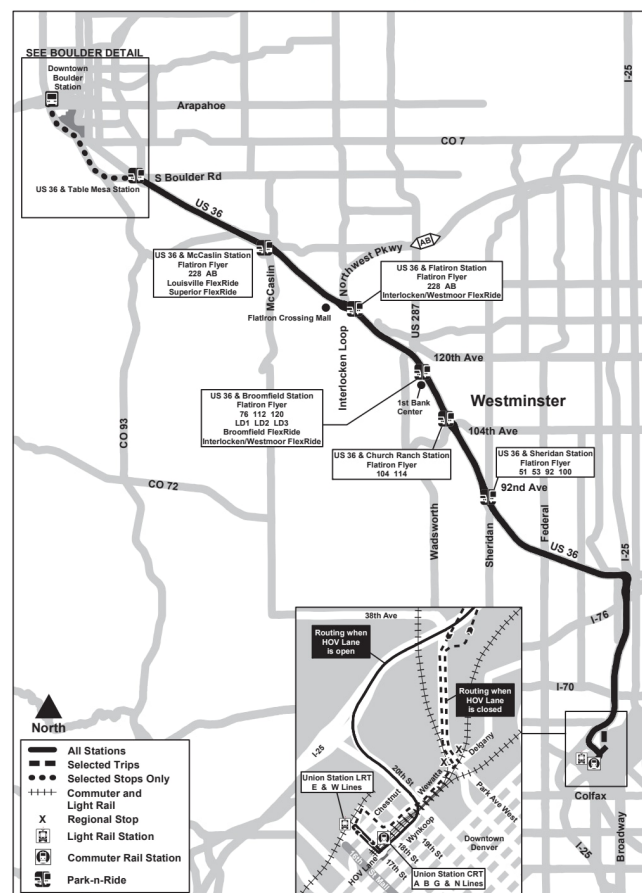 SEE BOULDER DETAIL
Downtown
Boulder
Station
I-25
Arapahoe
CO 7
S Boulder Rd
US 36 & Table Mesa Station
US 36
Northwest Pkwy
AB
US 36 & McCaslin Station
Flatiron Flyer
228 AB
Louisville FlexRide
Superior FlexRide
McCaslin
US 36 & Flatiron Station
Flatiron Flyer
228 AB
Interlocken/Westmoor FlexRide
Flatiron Crossing Mall
Interlocken Loop
US 287
120th Ave
US 36 & Broomfield Station
Flatiron Flyer
76 112 120
LD1 LD2 LD3
Broomfield FlexRide
Interlocken/Westmoor FlexRide
1st Bank
Center
Westminster
104th Ave
CO 93
US 36 & Church Ranch Station
Flatiron Flyer
104 114
US 36 & Sheridan Station
Flatiron Flyer
51 53 92 100
92nd Ave
CO 72
Wadsworth
Sheridan
Federal
US 36
I-25
I-76
I-70
38th Ave
Routing when
HOV Lane
is open
Routing when
HOV Lane
is closed
I-25
X
X
Delgany
20th St
Wewatta
Chestnut
Park Ave West
Union Station LRT
E & W Lines
Wynkoop
19th St
18th St
17th St
HOV Lane
Downtown
Denver
Union Station CRT
A B G & N Lines
Colfax
I-25
Broadway
North
All Stations
Selected Trips
Selected Stops Only
Commuter and
Light Rail
X Regional Stop
Light Rail Station
Commuter Rail Station
Park-n-Ride